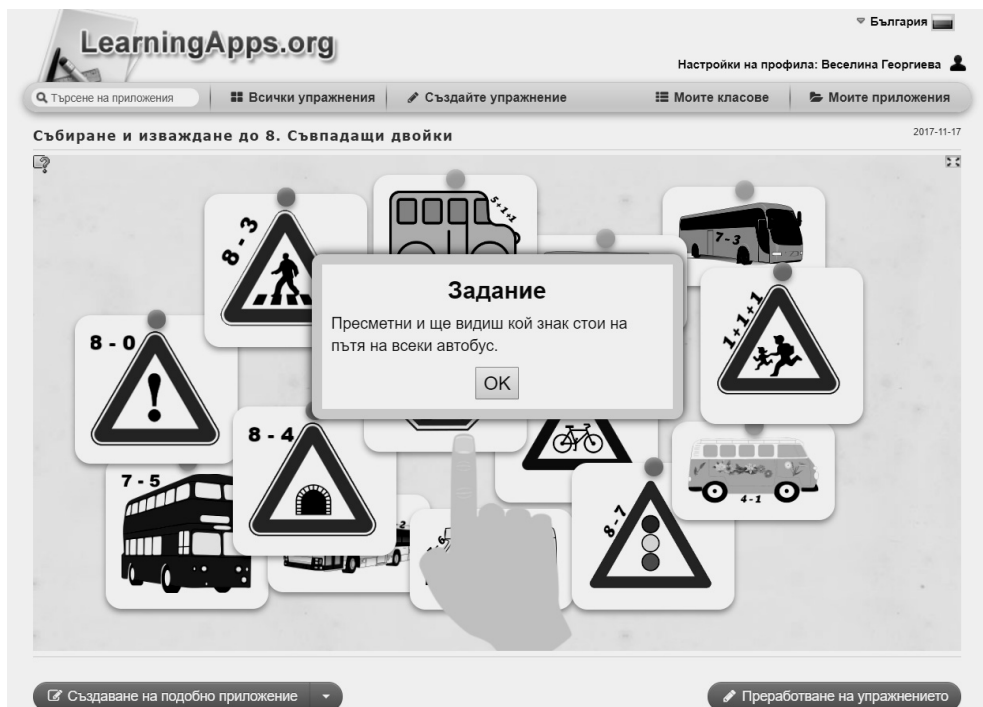 LearningApps.org
България
Настройки на профила: Веселина Георгиева
Търсене на приложения
Всички упражнения
Създайте упражнение
Моите класове
Моите приложения
Събиране и изваждане до 8. Съвпадащи двойки
2017-11-17
8 - 3
5+1+1
7-3
8 - 0
1+1+1
Задание
Пресметни и ще видиш кой знак стои на
пътя на всеки автобус.
OK
8 - 4
7 - 5
4-1
8 - 7
Създаване на подобно приложение
Преработване на упражнението